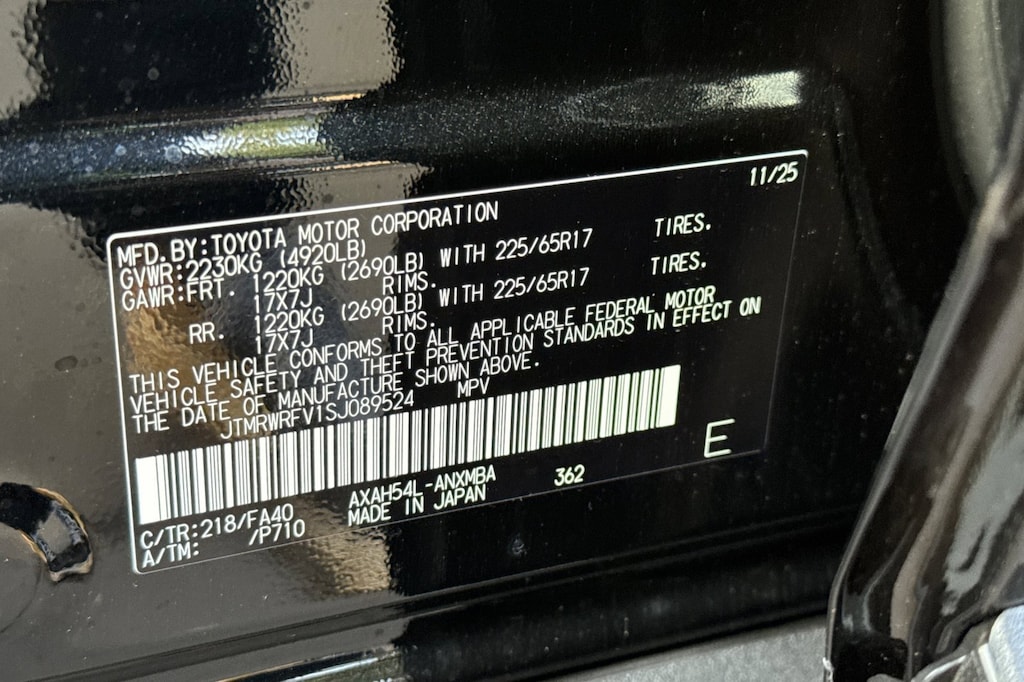 11/25
MFD.BY:TOYOTA MOTOR CORPORATION
GVWR:2230KG (4920LB)
GAWR:FRT. 1220KG (2690LB) WITH 225/65R17 TIRES.
17X7J RIMS.
RR. 1220KG (2690LB) WITH 225/65R17 TIRES.
17X7J RIMS.
THIS VEHICLE CONFORMS TO ALL APPLICABLE FEDERAL MOTOR
VEHICLE SAFETY AND THEFT PREVENTION STANDARDS IN EFFECT ON
THE DATE OF MANUFACTURE SHOWN ABOVE.
JTMRWRFV1SJ089524 MPV
E
C/TR:218/FA40 AXAH54L-ANXMBA 362
A/TM: /P710 MADE IN JAPAN